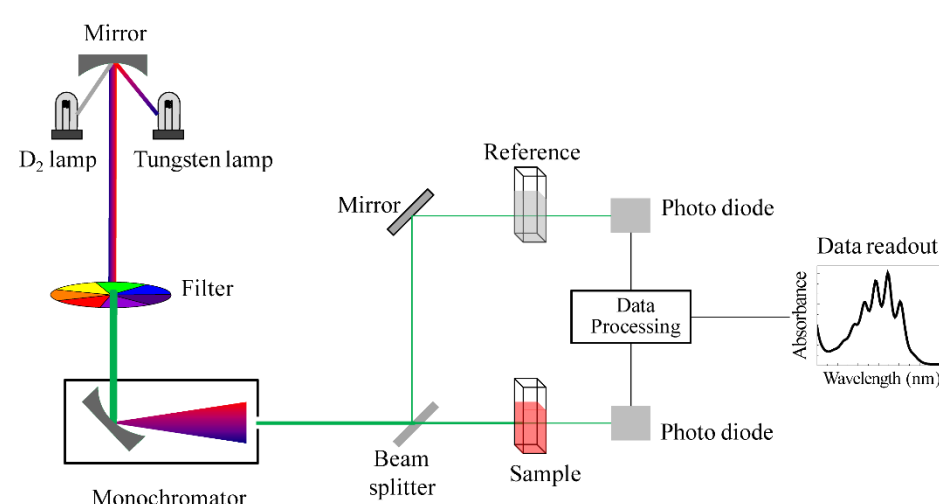 Mirror
D₂ lamp
Tungsten lamp
Filter
Monochromator
Beam
splitter
Mirror
Reference
Sample
Photo diode
Data
Processing
Photo diode
Data readout
Absorbance
Wavelength (nm)